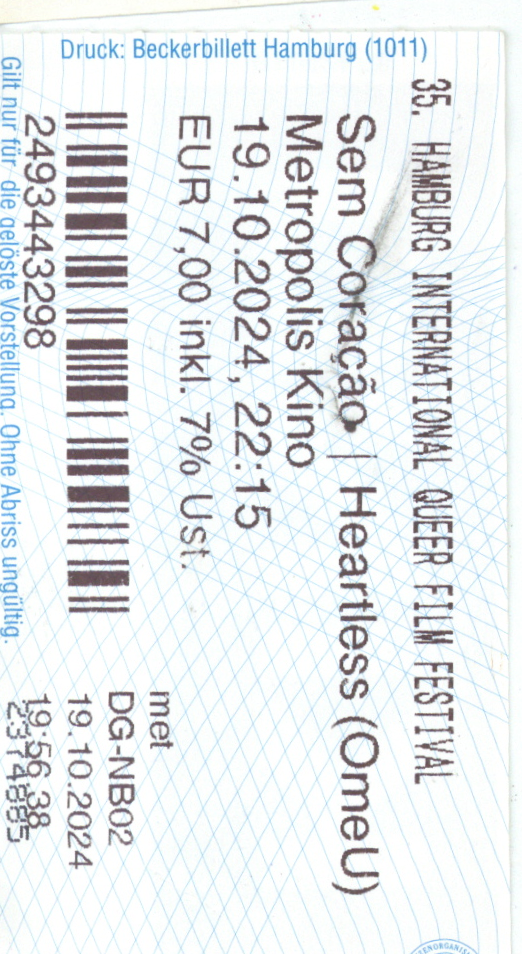 35. HAMBURG INTERNATIONAL QUEER FILM FESTIVAL
Sem Coração | Heartless (OmeU)
Metropolis Kino
19.10.2024, 22:15
EUR 7,00 inkl. 7% Ust.
met
DG-NB02
19.10.2024
19:56 38
2314885
2493443298
Gilt nur für die gelöste Vorstellung. Ohne Abriss ungültig.
Druck: Beckerbillett Hamburg (1011)